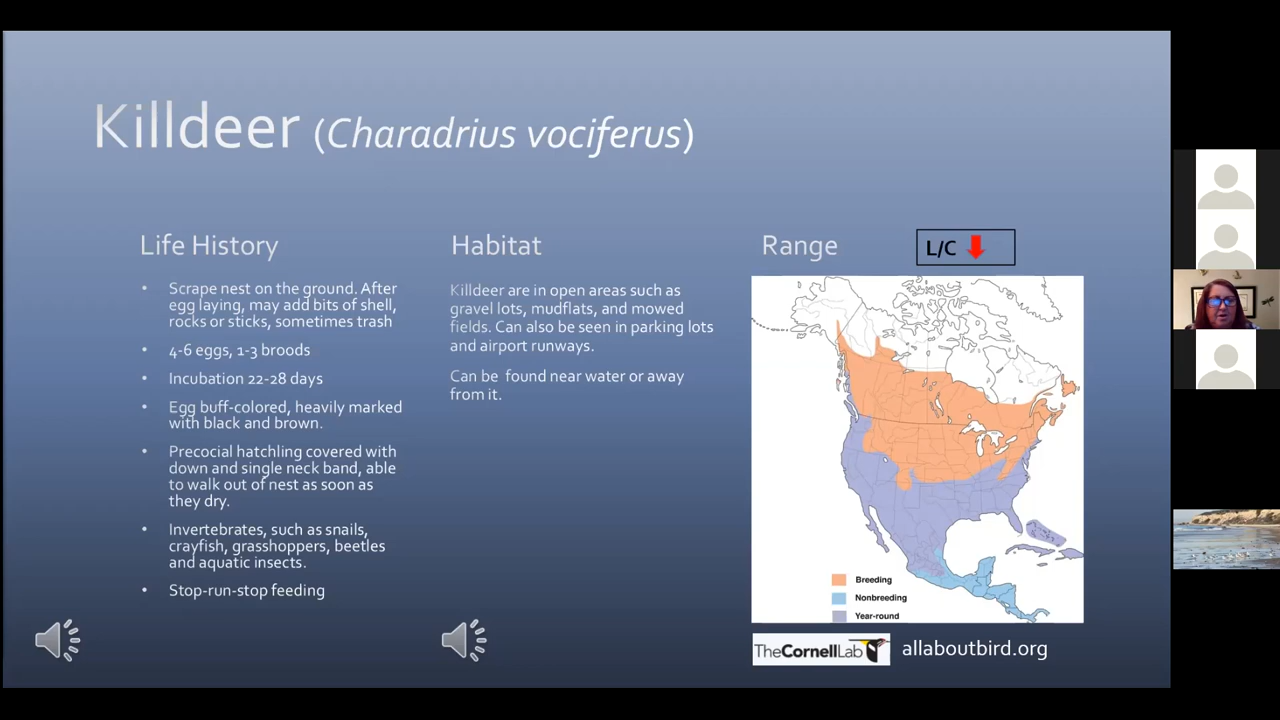 Killdeer (Charadrius vociferus)
Life History
Scrape nest on the ground. After
egg laying, may add bits of shell,
rocks or sticks, sometimes trash
4-6 eggs, 1-3 broods
Incubation 22-28 days
Egg buff-colored, heavily marked
with black and brown.
Precocial hatchling covered with
down and single neck band, able
to walk out of nest as soon as
they dry.
Invertebrates, such as snails,
crayfish, grasshoppers, beetles
and aquatic insects.
Stop-run-stop feeding
Habitat
Killdeer are in open areas such as
gravel lots, mudflats, and mowed
fields. Can also be seen in parking lots
and airport runways.
Can be  found near water or away
from it.
Range
L/C
Breeding
Nonbreeding
Year-round
TheCornellLab
allaboutbird.org